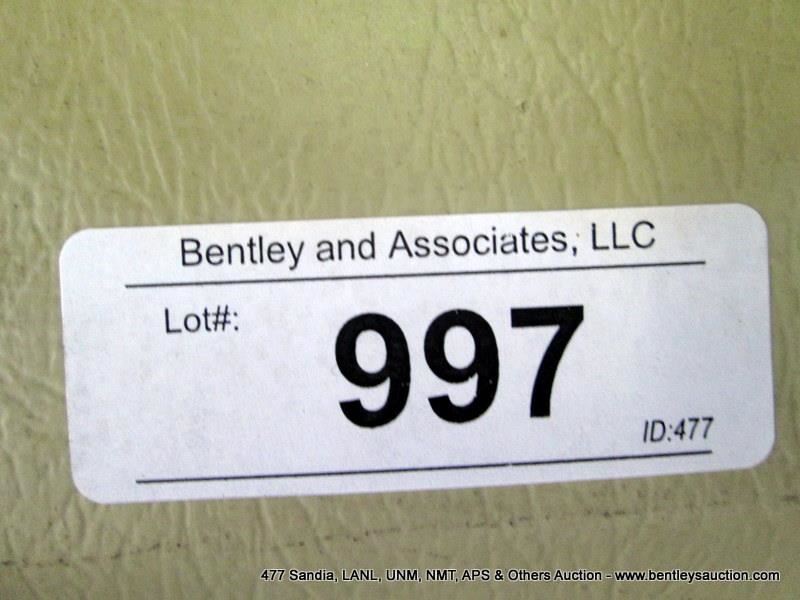 Bentley and Associates, LLC
Lot#:
997
ID:477
477 Sandia, LANL, UNM, NMT, APS & Others Auction - www.bentleysauction.com